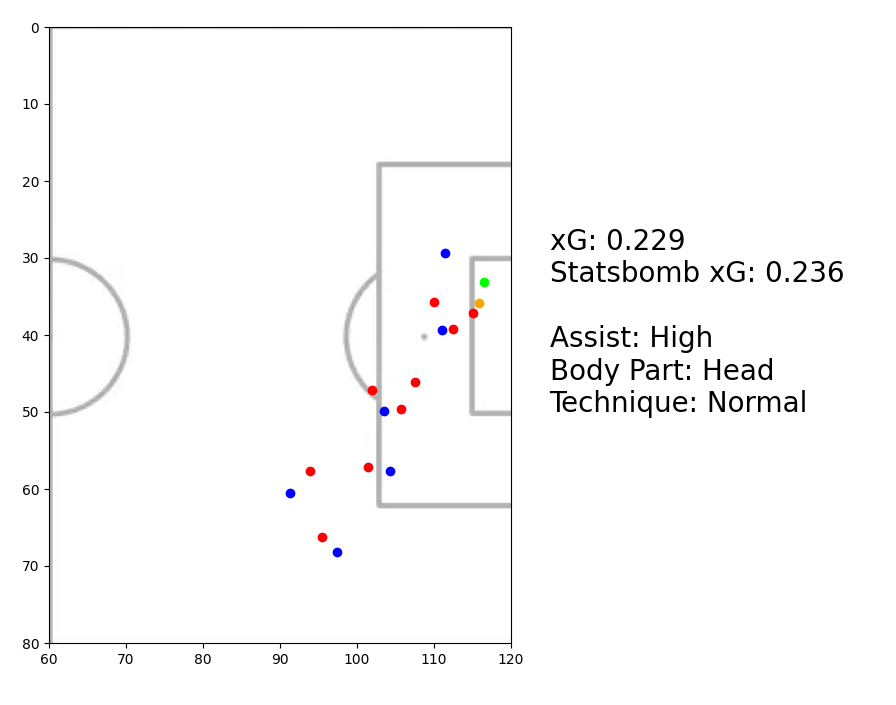 0
10
20
30
40
50
60
70
80
60 70 80 90 100 110 120
xG: 0.229
Statsbomb xG: 0.236
Assist: High
Body Part: Head
Technique: Normal